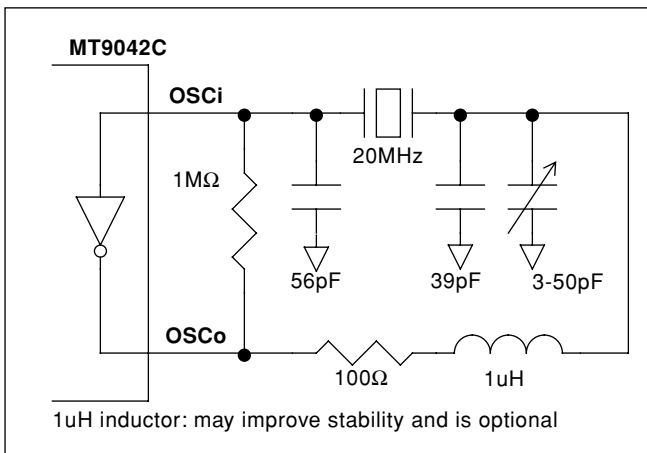 MT9042C
OSCi
20MHz
1MΩ
56pF
39pF
3-50pF
OSCo
100Ω
1uH
1uH inductor: may improve stability and is optional